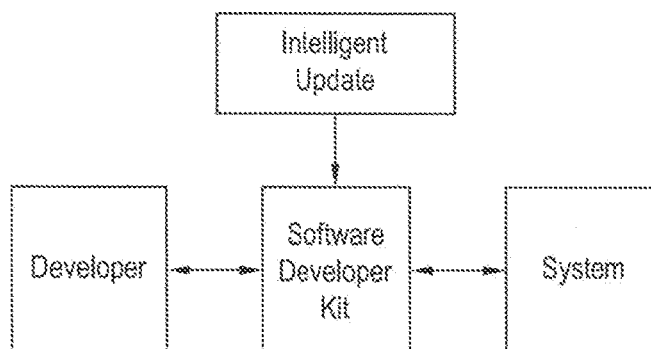 Intelligent
Update
Developer
Software
Developer
Kit
System